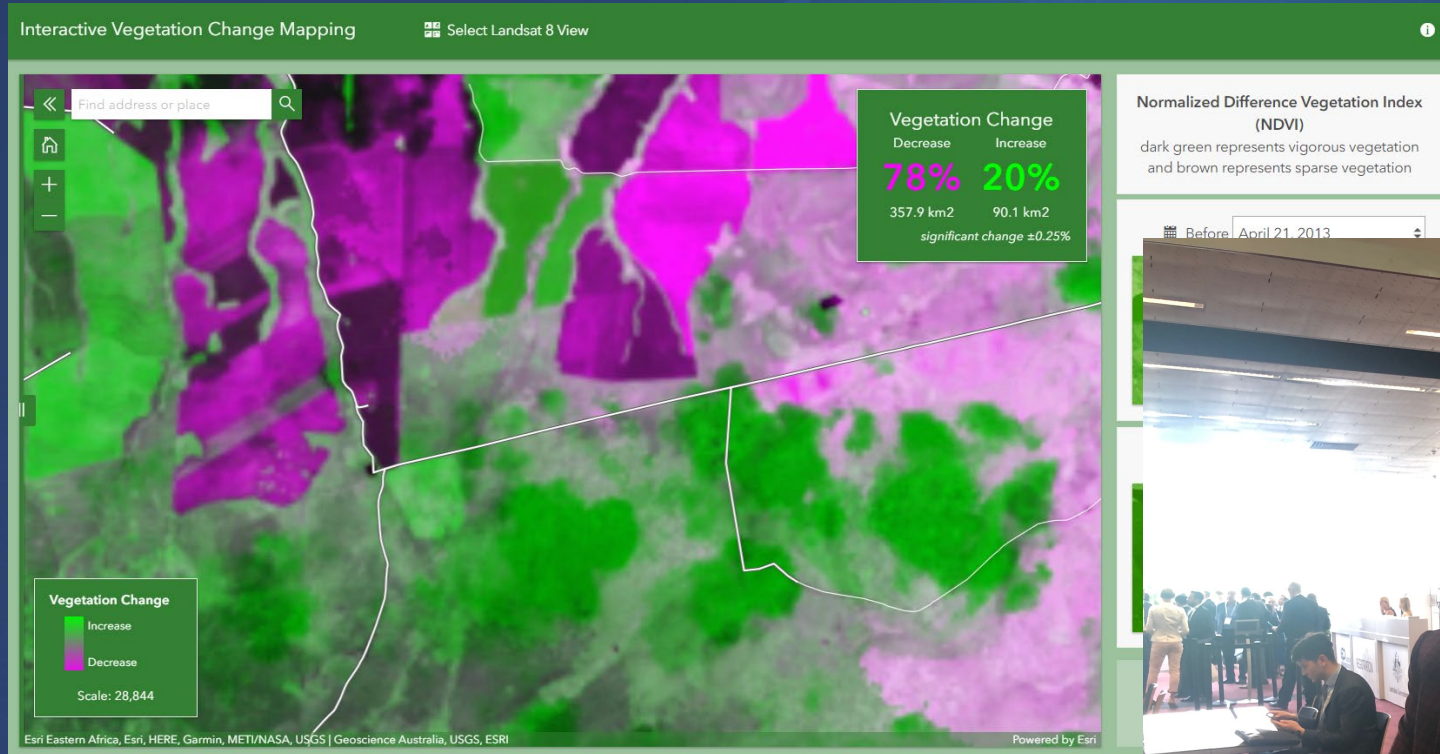 Interactive Vegetation Change Mapping
Select Landsat 8 View
Find address or place
Vegetation Change
Decrease Increase
78% 20%
357.9 km2 90.1 km2
significant change ±0.25%
Normalized Difference Vegetation Index
(NDVI)
dark green represents vigorous vegetation
and brown represents sparse vegetation
Before April 21, 2013
Vegetation Change
Increase
Decrease
Scale: 28,844
Esri Eastern Africa, Esri, HERE, Garmin, METI/NASA, USGS | Geoscience Australia, USGS, ESRI
Powered by Esri